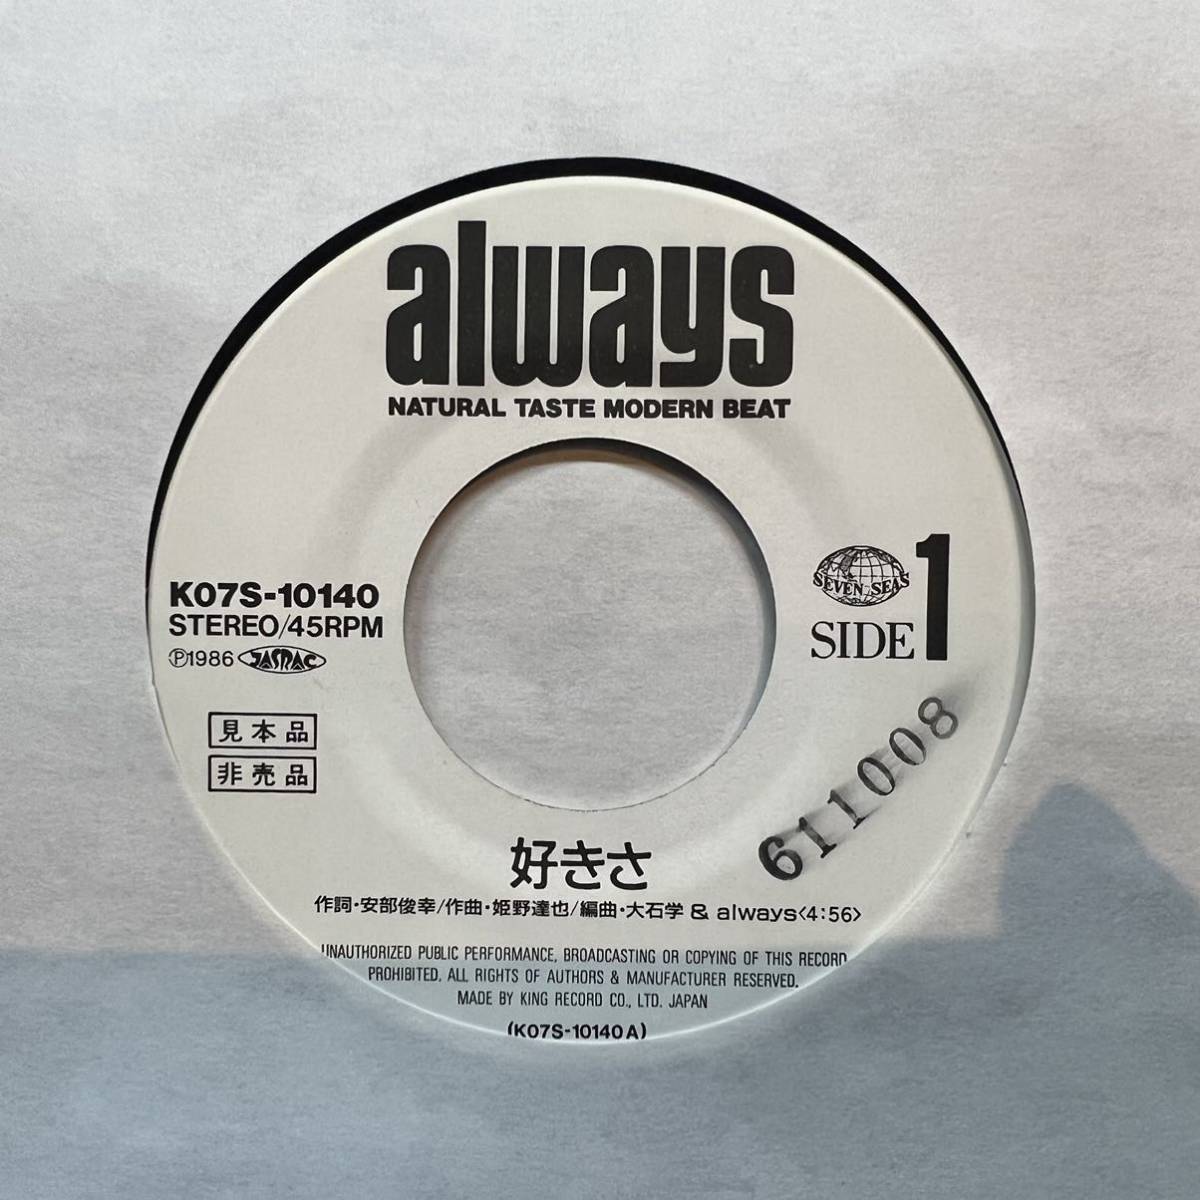 always
NATURAL TASTE MODERN BEAT
K07S-10140
STEREO/45RPM
Ⓟ1986 JASRAC
SEVEN SEAS
SIDE 1
見本品
非売品
611008
好きさ
作詞・安部俊幸/作曲・姫野達也/編曲・大石学 & always〈4:56〉
UNAUTHORIZED PUBLIC PERFORMANCE, BROADCASTING OR COPYING OF THIS RECORD
PROHIBITED. ALL RIGHTS OF AUTHORS & MANUFACTURER RESERVED.
MADE BY KING RECORD CO., LTD. JAPAN
(K07S-10140A)